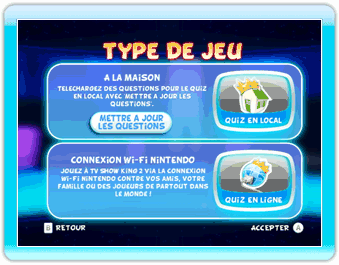 TYPE DE JEU
A LA MAISON
TELECHARGEZ DES QUESTIONS POUR LE QUIZ
EN LOCAL AVEC 'METTRE A JOUR LES
QUESTIONS'.
METTRE A JOUR
LES QUESTIONS
QUIZ EN LOCAL
CONNEXION Wi-Fi NINTENDO
JOUEZ À TV SHOW KING 2 VIA LA CONNEXION
Wi-Fi NINTENDO CONTRE VOS AMIS, VOTRE
FAMILLE OU DES JOUEURS DE PARTOUT DANS
LE MONDE !
QUIZ EN LIGNE
B RETOUR
ACCEPTER A